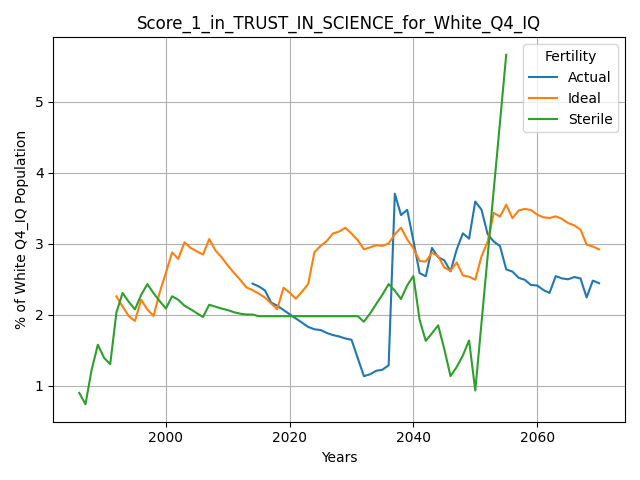 Score_1_in_TRUST_IN_SCIENCE_for_White_Q4_IQ
Fertility
Actual
Ideal
Sterile
% of White Q4_IQ Population
5
4
3
2
1
2000
2020
2040
2060
Years